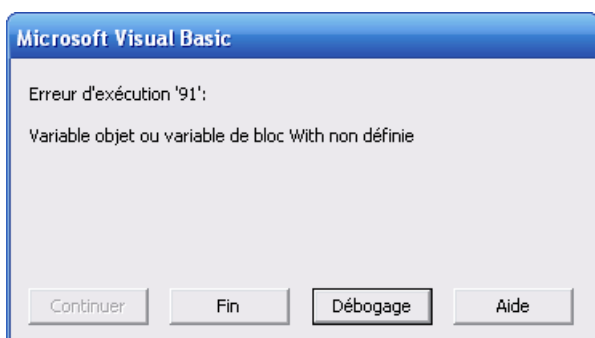 Microsoft Visual Basic
Erreur d'exécution '91':
Variable objet ou variable de bloc With non définie
Continuer Fin Débogage Aide